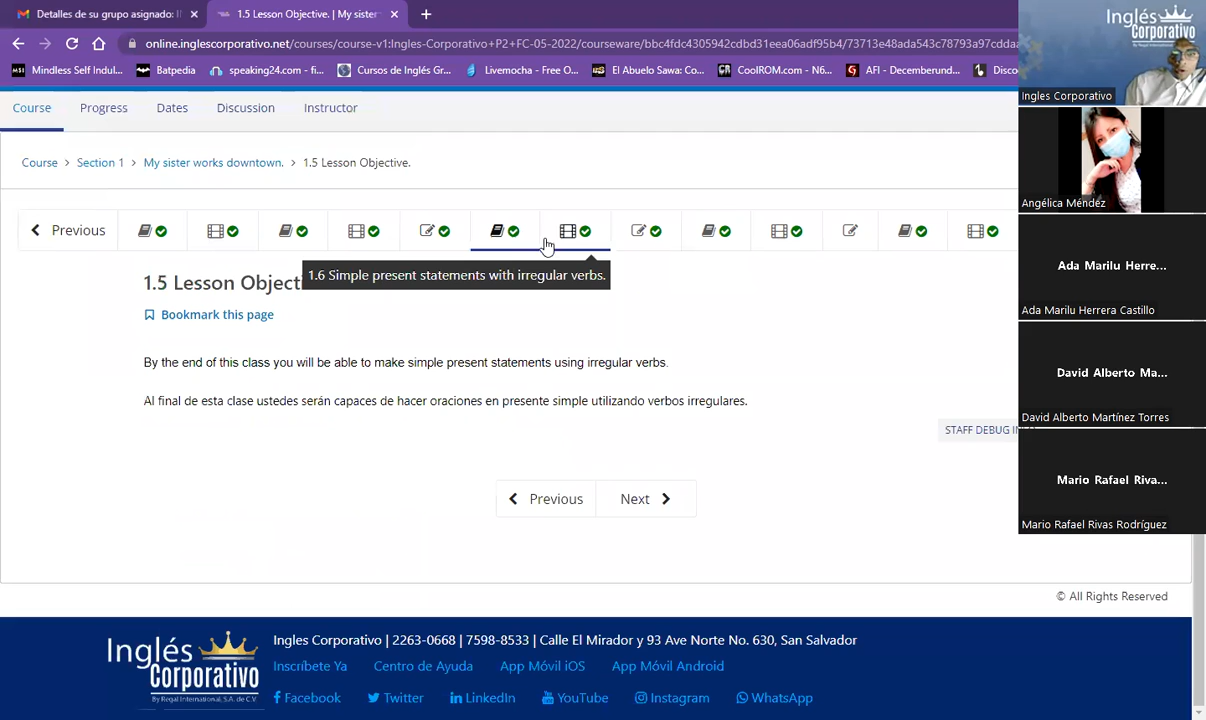 Detalles de su grupo asignado: I
1.5 Lesson Objective. | My sister
online.inglescorporativo.net/courses/course-v1:Ingles-Corporativo+P2+FC-05-2022/courseware/bbc4fdc4305942cdbd31eea06adf95b4/73713e48ada543c78793a97cddaa
Mindless Self Indul...
Batpedia
speaking24.com - fi...
Cursos de Inglés Gr...
Livemocha - Free O...
El Abuelo Sawa: Co...
CoolROM.com - N6...
AFI - Decemberund...
Disco
Course
Progress
Dates
Discussion
Instructor
Course > Section 1 > My sister works downtown. > 1.5 Lesson Objective.
Previous
1.6 Simple present statements with irregular verbs.
1.5 Lesson Objecti
Bookmark this page
By the end of this class you will be able to make simple present statements using irregular verbs.
Al final de esta clase ustedes serán capaces de hacer oraciones en presente simple utilizando verbos irregulares.
STAFF DEBUG IN
Previous
Next
© All Rights Reserved
Inglés
Corporativo
By Regal International, S.A. de C.V.
Ingles Corporativo | 2263-0668 | 7598-8533 | Calle El Mirador y 93 Ave Norte No. 630, San Salvador
Inscríbete Ya
Centro de Ayuda
App Móvil iOS
App Móvil Android
Facebook
Twitter
LinkedIn
YouTube
Instagram
WhatsApp
Inglés
Corporativo
Ingles Corporativo
Angélica Méndez
Ada Marilu Herre...
Ada Marilu Herrera Castillo
David Alberto Ma...
David Alberto Martínez Torres
Mario Rafael Riva...
Mario Rafael Rivas Rodríguez